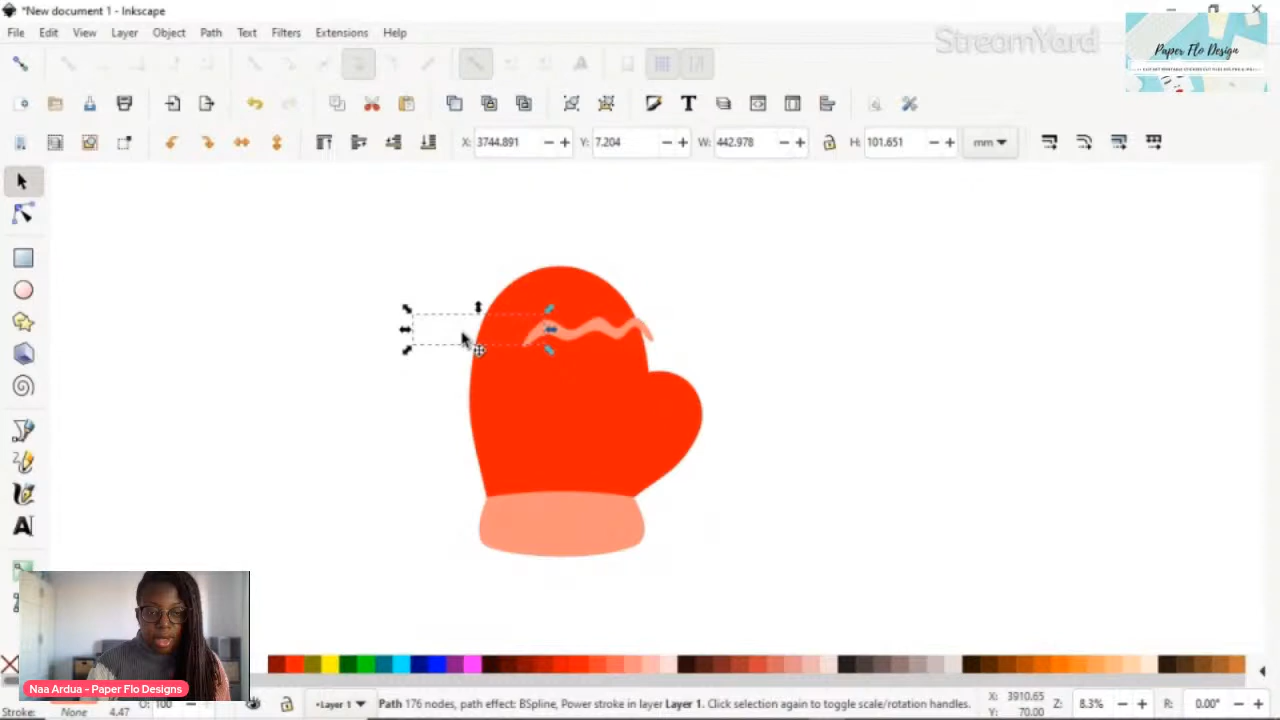 *New document 1 - Inkscape
File Edit View Layer Object Path Text Filters Extensions Help
StreamYard
Paper Flo Design
X: 3744.891 Y: 7.204 W: 442.978 H: 101.651 mm
Naa Ardua - Paper Flo Designs
Stroke: None 4.47 O: 100 Layer 1 Path 176 nodes, path effect: BSpline, Power stroke in layer Layer 1. Click selection again to toggle scale/rotation handles. X: 3910.65 Y: 70.00 Z: 8.3% R: 0.00°